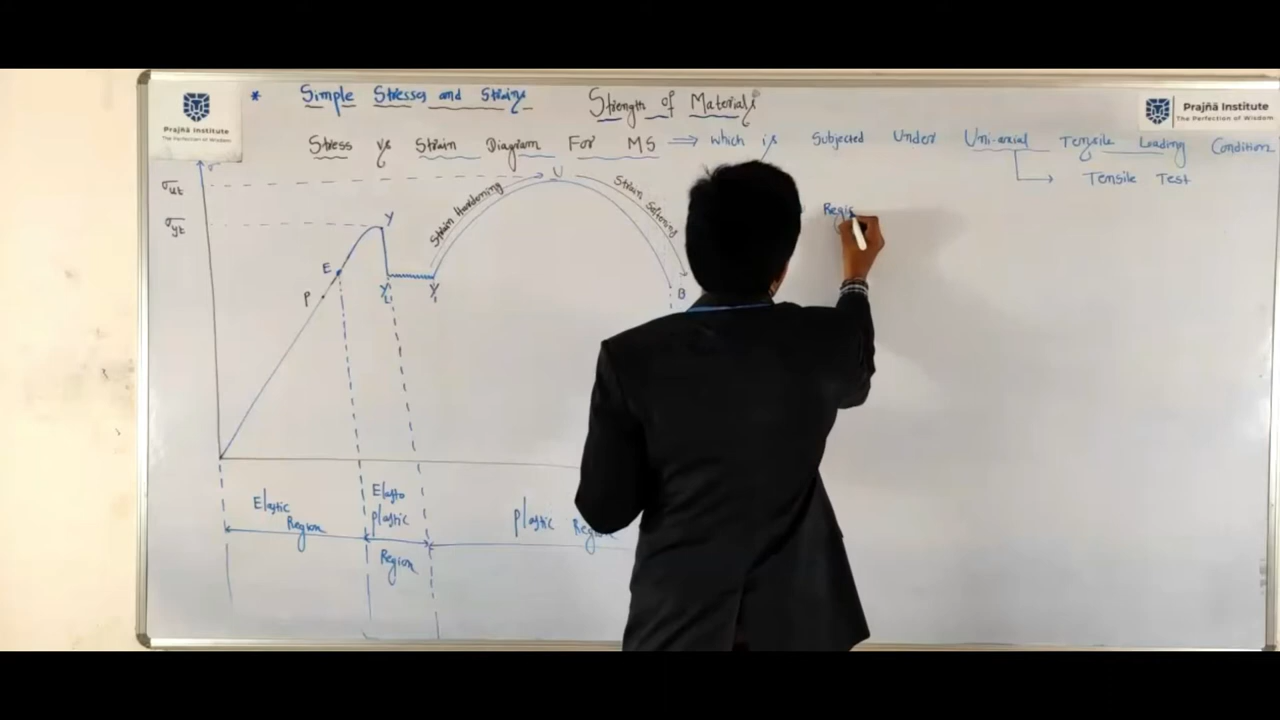 * Simple Stresses and Strains
Strength of Materials
Prajñā Institute
The Perfection of Wisdom
Prajñā Institute
The Perfection of Wisdom
Stress Vs Strain Diagram For MS ⇒ which is Subjected Under Uni-axial Tensile Loading Condition
Tensile Test
σ
σut
U
Strain Hardening
Strain Softening
σyt
Y
Regis
E
P
B
Elastic Region
Elasto plastic Region
plastic Reg